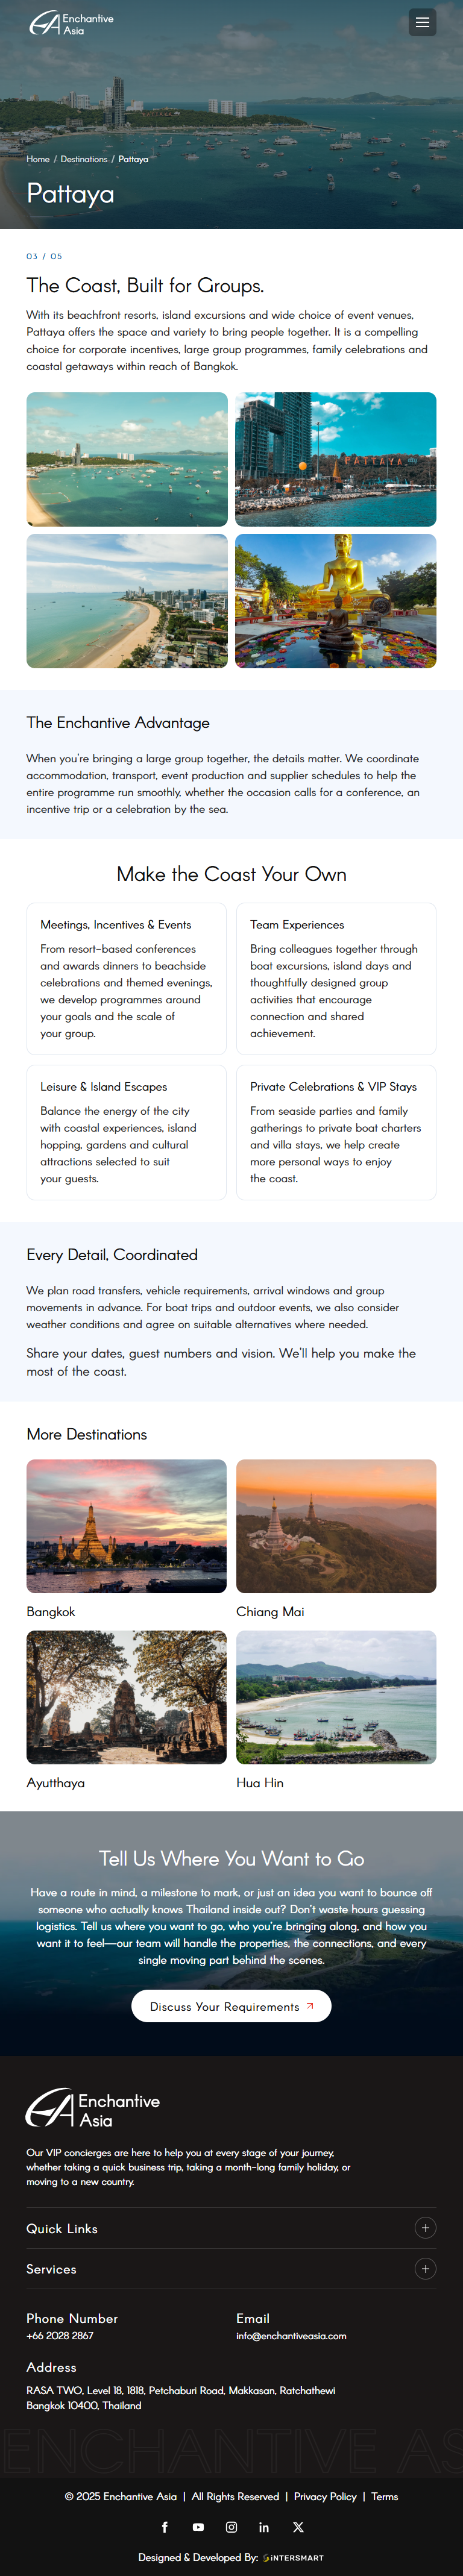 Enchantive
Asia
Home / Destinations / Pattaya
Pattaya
03 / 05
The Coast, Built for Groups.
With its beachfront resorts, island excursions and wide choice of event venues,
Pattaya offers the space and variety to bring people together. It is a compelling
choice for corporate incentives, large group programmes, family celebrations and
coastal getaways within reach of Bangkok.
PATTAYA
The Enchantive Advantage
When you're bringing a large group together, the details matter. We coordinate
accommodation, transport, event production and supplier schedules to help the
entire programme run smoothly, whether the occasion calls for a conference, an
incentive trip or a celebration by the sea.
Make the Coast Your Own
Meetings, Incentives & Events
From resort-based conferences
and awards dinners to beachside
celebrations and themed evenings,
we develop programmes around
your goals and the scale of
your group.
Team Experiences
Bring colleagues together through
boat excursions, island days and
thoughtfully designed group
activities that encourage
connection and shared
achievement.
Leisure & Island Escapes
Balance the energy of the city
with coastal experiences, island
hopping, gardens and cultural
attractions selected to suit
your guests.
Private Celebrations & VIP Stays
From seaside parties and family
gatherings to private boat charters
and villa stays, we help create
more personal ways to enjoy
the coast.
Every Detail, Coordinated
We plan road transfers, vehicle requirements, arrival windows and group
movements in advance. For boat trips and outdoor events, we also consider
weather conditions and agree on suitable alternatives where needed.
Share your dates, guest numbers and vision. We'll help you make the
most of the coast.
More Destinations
Bangkok
Chiang Mai
Ayutthaya
Hua Hin
Tell Us Where You Want to Go
Have a route in mind, a milestone to mark, or just an idea you want to bounce off
someone who actually knows Thailand inside out? Don't waste hours guessing
logistics. Tell us where you want to go, who you're bringing along, and how you
want it to feel—our team will handle the properties, the connections, and every
single moving part behind the scenes.
Discuss Your Requirements
Enchantive
Asia
Our VIP concierges are here to help you at every stage of your journey,
whether taking a quick business trip, taking a month-long family holiday, or
moving to a new country.
Quick Links
Services
Phone Number
+66 2028 2867
Email
info@enchantiveasia.com
Address
RASA TWO, Level 18, 1818, Petchaburi Road, Makkasan, Ratchathewi
Bangkok 10400, Thailand
ENCHANTIVE AS
© 2025 Enchantive Asia | All Rights Reserved | Privacy Policy | Terms
Designed & Developed By: INTERSMART